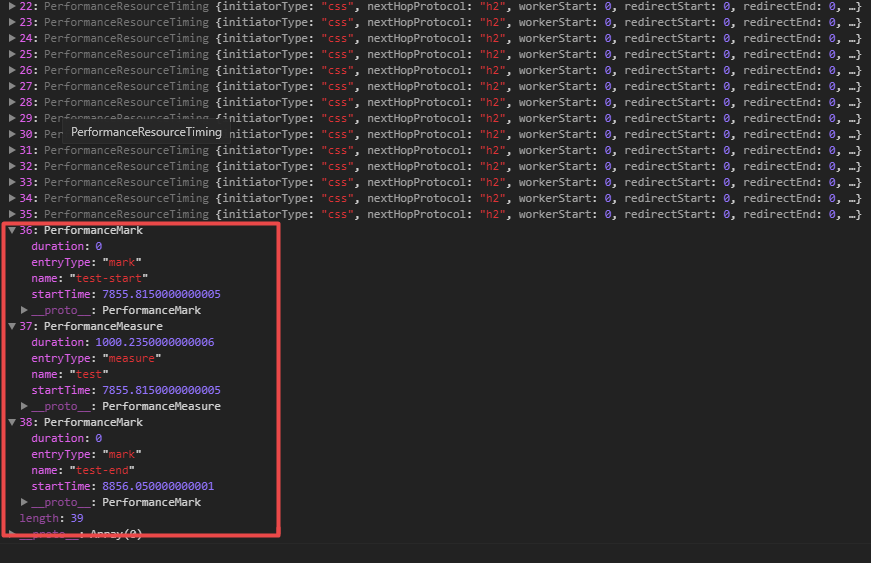 22: PerformanceResourceTiming {initiatorType: "css", nextHopProtocol: "h2", workerStart: 0, redirectStart: 0, redirectEnd: 0, …}
23: PerformanceResourceTiming {initiatorType: "css", nextHopProtocol: "h2", workerStart: 0, redirectStart: 0, redirectEnd: 0, …}
24: PerformanceResourceTiming {initiatorType: "css", nextHopProtocol: "h2", workerStart: 0, redirectStart: 0, redirectEnd: 0, …}
25: PerformanceResourceTiming {initiatorType: "css", nextHopProtocol: "h2", workerStart: 0, redirectStart: 0, redirectEnd: 0, …}
26: PerformanceResourceTiming {initiatorType: "css", nextHopProtocol: "h2", workerStart: 0, redirectStart: 0, redirectEnd: 0, …}
27: PerformanceResourceTiming {initiatorType: "css", nextHopProtocol: "h2", workerStart: 0, redirectStart: 0, redirectEnd: 0, …}
28: PerformanceResourceTiming {initiatorType: "css", nextHopProtocol: "h2", workerStart: 0, redirectStart: 0, redirectEnd: 0, …}
29: PerformanceResourceTiming {initiatorType: "css", nextHopProtocol: "h2", workerStart: 0, redirectStart: 0, redirectEnd: 0, …}
PerformanceResourceTiming
30: {initiatorType: "css", nextHopProtocol: "h2", workerStart: 0, redirectStart: 0, redirectEnd: 0, …}
31: PerformanceResourceTiming {initiatorType: "css", nextHopProtocol: "h2", workerStart: 0, redirectStart: 0, redirectEnd: 0, …}
32: PerformanceResourceTiming {initiatorType: "css", nextHopProtocol: "h2", workerStart: 0, redirectStart: 0, redirectEnd: 0, …}
33: PerformanceResourceTiming {initiatorType: "css", nextHopProtocol: "h2", workerStart: 0, redirectStart: 0, redirectEnd: 0, …}
34: PerformanceResourceTiming {initiatorType: "css", nextHopProtocol: "h2", workerStart: 0, redirectStart: 0, redirectEnd: 0, …}
35: PerformanceResourceTiming {initiatorType: "css", nextHopProtocol: "h2", workerStart: 0, redirectStart: 0, redirectEnd: 0, …}
36: PerformanceMark
duration: 0
entryType: "mark"
name: "test-start"
startTime: 7855.8150000000005
__proto__: PerformanceMark
37: PerformanceMeasure
duration: 1000.2350000000006
entryType: "measure"
name: "test"
startTime: 7855.8150000000005
__proto__: PerformanceMeasure
38: PerformanceMark
duration: 0
entryType: "mark"
name: "test-end"
startTime: 8856.050000000001
__proto__: PerformanceMark
length: 39
__proto__: Array(0)